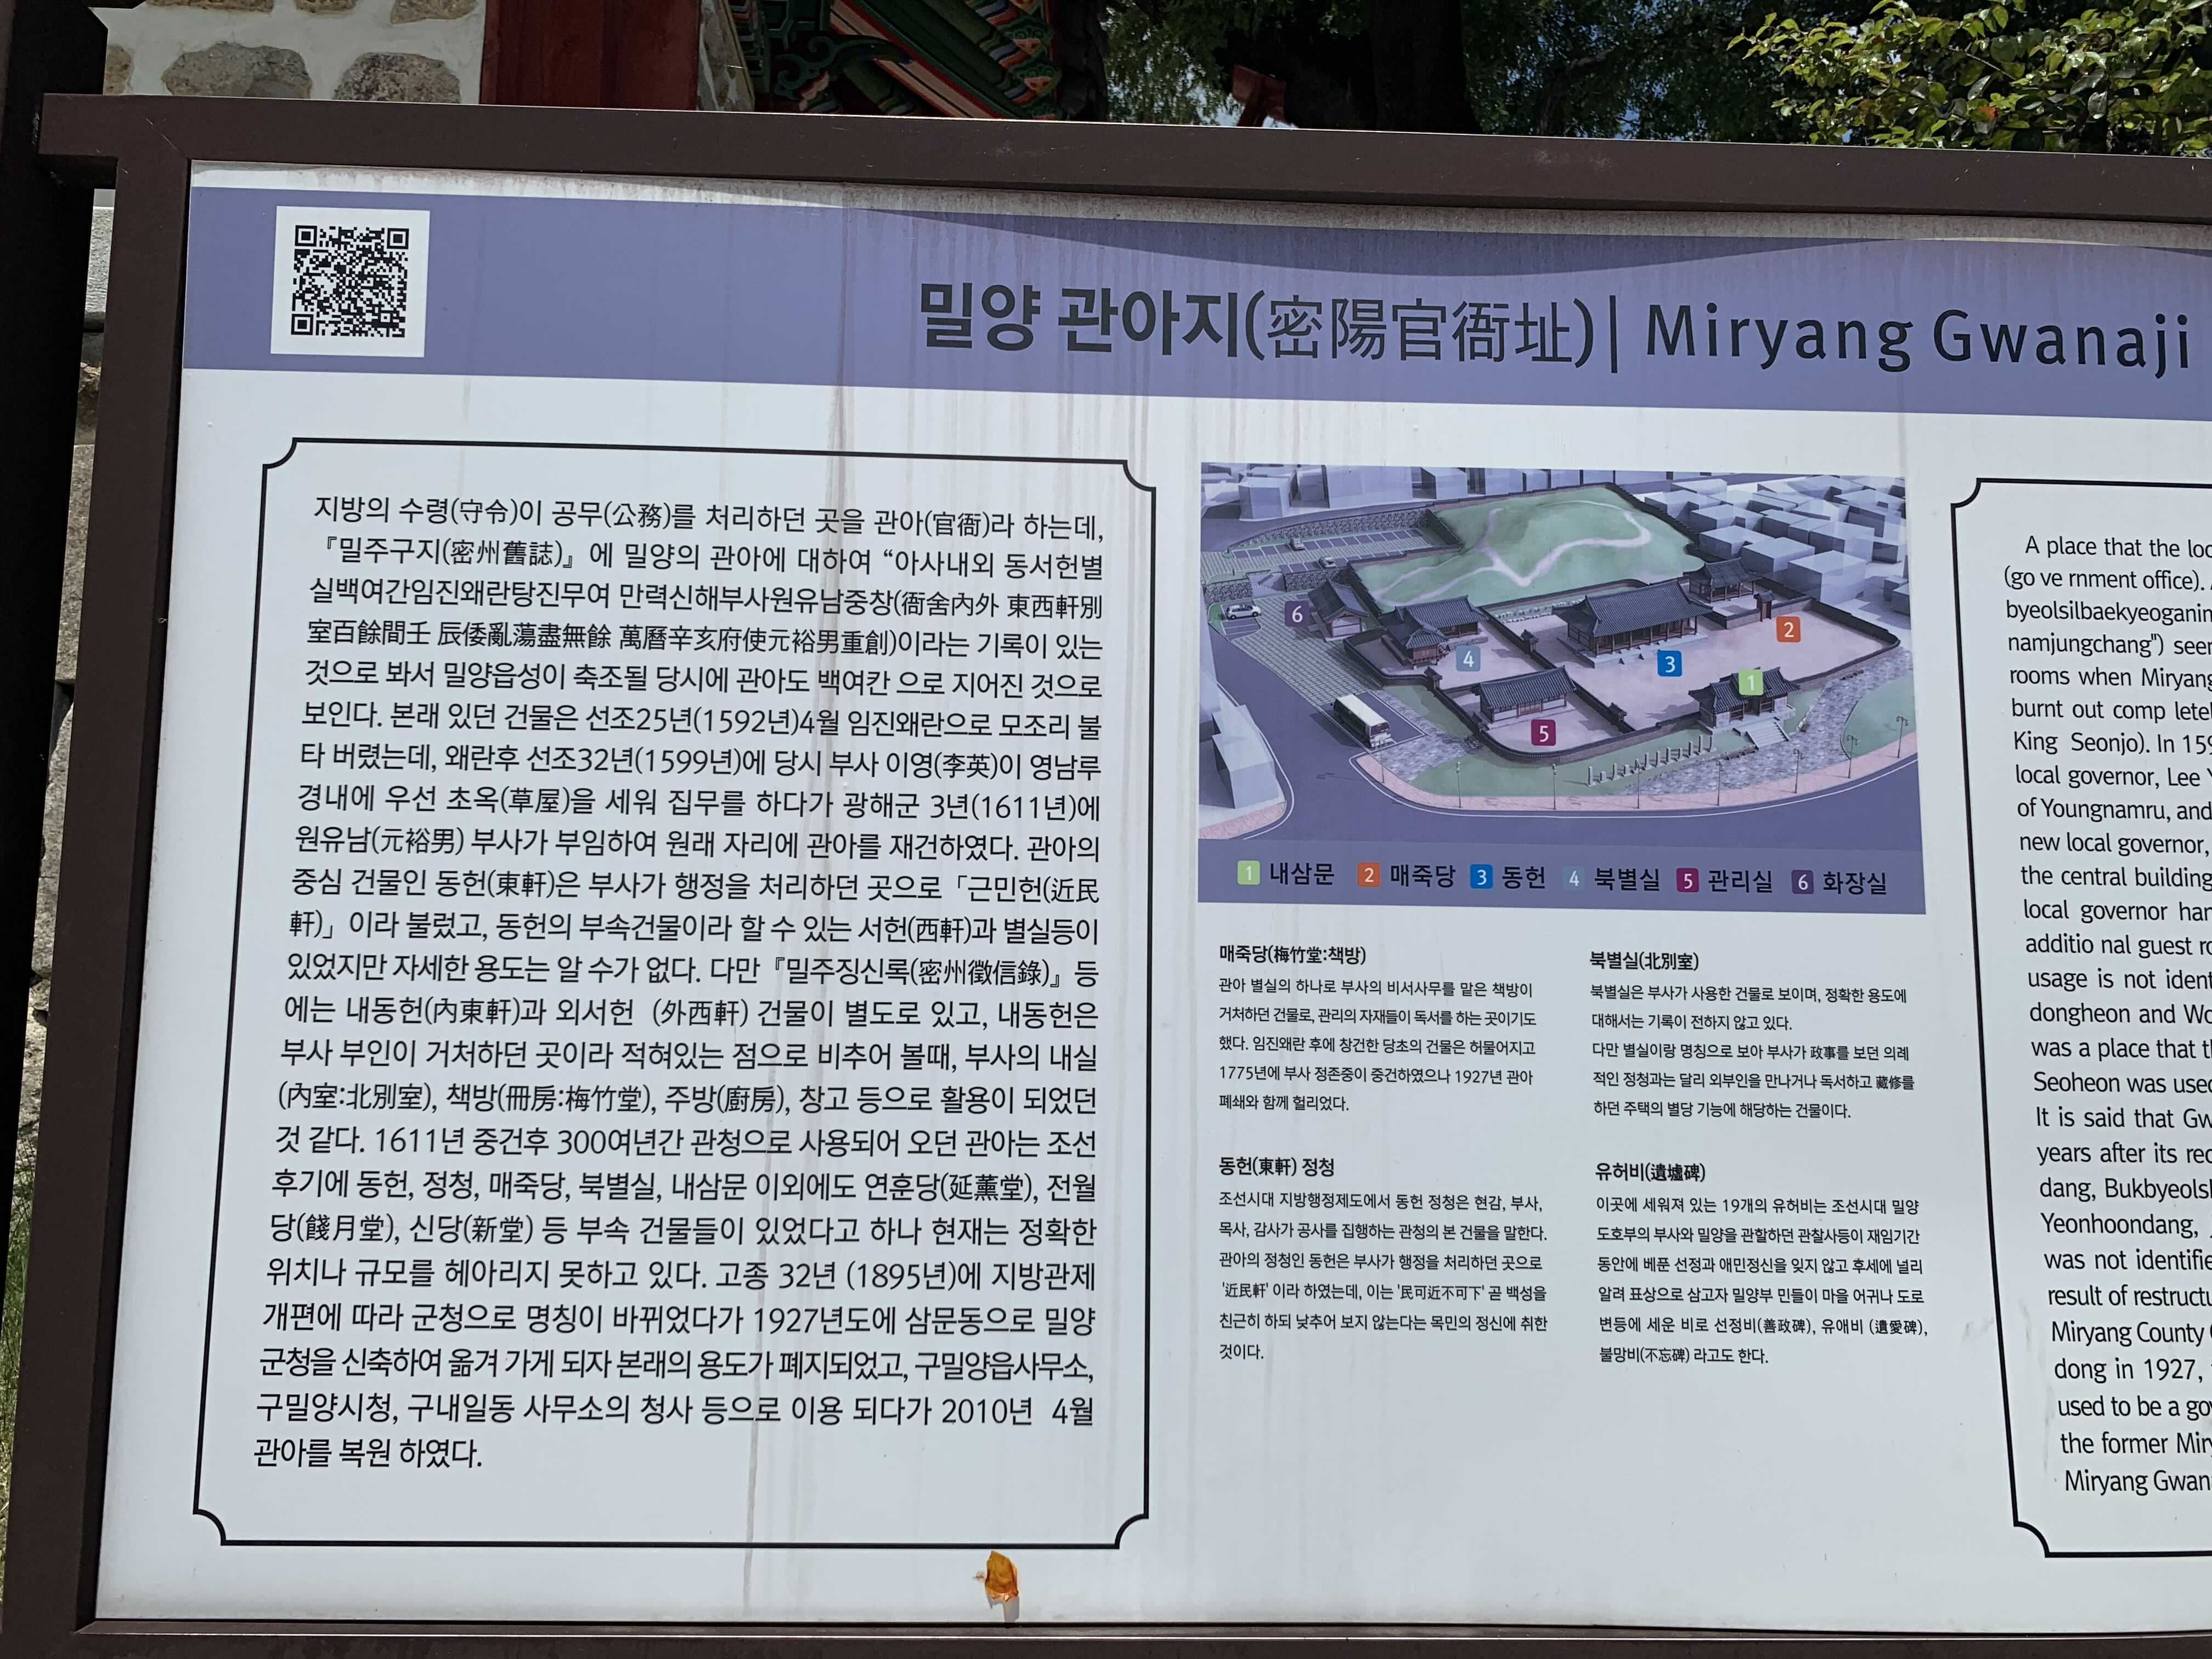 밀양 관아지(密陽官衙址)| Miryang Gwanaji
지방의 수령(守令)이 공무(公務)를 처리하던 곳을 관아(官衙)라 하는데,
『밀주구지(密州舊誌)』에 밀양의 관아에 대하여 “아사내외 동서헌별
실백여간임진왜란탕진무여 만력신해부사원유남중창(衙舍內外 東西軒別
室百餘間壬 辰倭亂蕩盡無餘 萬曆辛亥府使元裕男重創)이라는 기록이 있는
것으로 봐서 밀양읍성이 축조될 당시에 관아도 백여칸 으로 지어진 것으로
보인다. 본래 있던 건물은 선조25년(1592년)4월 임진왜란으로 모조리 불
타 버렸는데, 왜란후 선조32년(1599년)에 당시 부사 이영(李英)이 영남루
경내에 우선 초옥(草屋)을 세워 집무를 하다가 광해군 3년(1611년)에
원유남(元裕男) 부사가 부임하여 원래 자리에 관아를 재건하였다. 관아의
중심 건물인 동헌(東軒)은 부사가 행정을 처리하던 곳으로「근민헌(近民
軒)」이라 불렀고, 동헌의 부속건물이라 할 수 있는 서헌(西軒)과 별실등이
있었지만 자세한 용도는 알 수가 없다. 다만『밀주징신록(密州徵信錄)』등
에는 내동헌(內東軒)과 외서헌 (外西軒) 건물이 별도로 있고, 내동헌은
부사 부인이 거처하던 곳이라 적혀있는 점으로 비추어 볼때, 부사의 내실
(內室:北別室), 책방(冊房:梅竹堂), 주방(廚房), 창고 등으로 활용이 되었던
것 같다. 1611년 중건후 300여년간 관청으로 사용되어 오던 관아는 조선
후기에 동헌, 정청, 매죽당, 북별실, 내삼문 이외에도 연훈당(延薰堂), 전월
당(餞月堂), 신당(新堂) 등 부속 건물들이 있었다고 하나 현재는 정확한
위치나 규모를 헤아리지 못하고 있다. 고종 32년 (1895년)에 지방관제
개편에 따라 군청으로 명칭이 바뀌었다가 1927년도에 삼문동으로 밀양
군청을 신축하여 옮겨 가게 되자 본래의 용도가 폐지되었고, 구밀양읍사무소,
구밀양시청, 구내일동 사무소의 청사 등으로 이용 되다가 2010년 4월
관아를 복원 하였다.
6
2
4
3
1
5
1 내삼문 2 매죽당 3 동헌 4 북별실 5 관리실 6 화장실
매죽당(梅竹堂:책방)
관아 별실의 하나로 부사의 비서사무를 맡은 책방이
거처하던 건물로, 관리의 자재들이 독서를 하는 곳이기도
했다. 임진왜란 후에 창건한 당초의 건물은 허물어지고
1775년에 부사 정존중이 중건하였으나 1927년 관아
폐쇄와 함께 헐리었다.
동헌(東軒) 정청
조선시대 지방행정제도에서 동헌 정청은 현감, 부사,
목사, 감사가 공사를 집행하는 관청의 본 건물을 말한다.
관아의 정청인 동헌은 부사가 행정을 처리하던 곳으로
'近民軒' 이라 하였는데, 이는 '民可近不可下' 곧 백성을
친근히 하되 낮추어 보지 않는다는 목민의 정신에 취한
것이다.
북별실(北別室)
북별실은 부사가 사용한 건물로 보이며, 정확한 용도에
대해서는 기록이 전하지 않고 있다.
다만 별실이랑 명칭으로 보아 부사가 政事를 보던 의례
적인 정청과는 달리 외부인을 만나거나 독서하고 藏修를
하던 주택의 별당 기능에 해당하는 건물이다.
유허비(遺墟碑)
이곳에 세워져 있는 19개의 유허비는 조선시대 밀양
도호부의 부사와 밀양을 관할하던 관찰사등이 재임기간
동안에 베푼 선정과 애민정신을 잊지 않고 후세에 널리
알려 표상으로 삼고자 밀양부 민들이 마을 어귀나 도로
변등에 세운 비로 선정비(善政碑), 유애비 (遺愛碑),
불망비(不忘碑) 라고도 한다.
A place that the loc
(go ve rnment office).
byeolsilbaekyeoganin
namjungchang") seen
rooms when Miryang
burnt out comp letel
King Seonjo). In 159
local governor, Lee Y
of Youngnamru, and
new local governor,
the central building
local governor han
additio nal guest ro
usage is not ident
dongheon and Wo
was a place that t
Seoheon was used
It is said that Gw
years after its rec
dang, Bukbyeols
Yeonhoondang,
was not identifie
result of restructu
Miryang County
dong in 1927,
used to be a go
the former Mir
Miryang Gwan